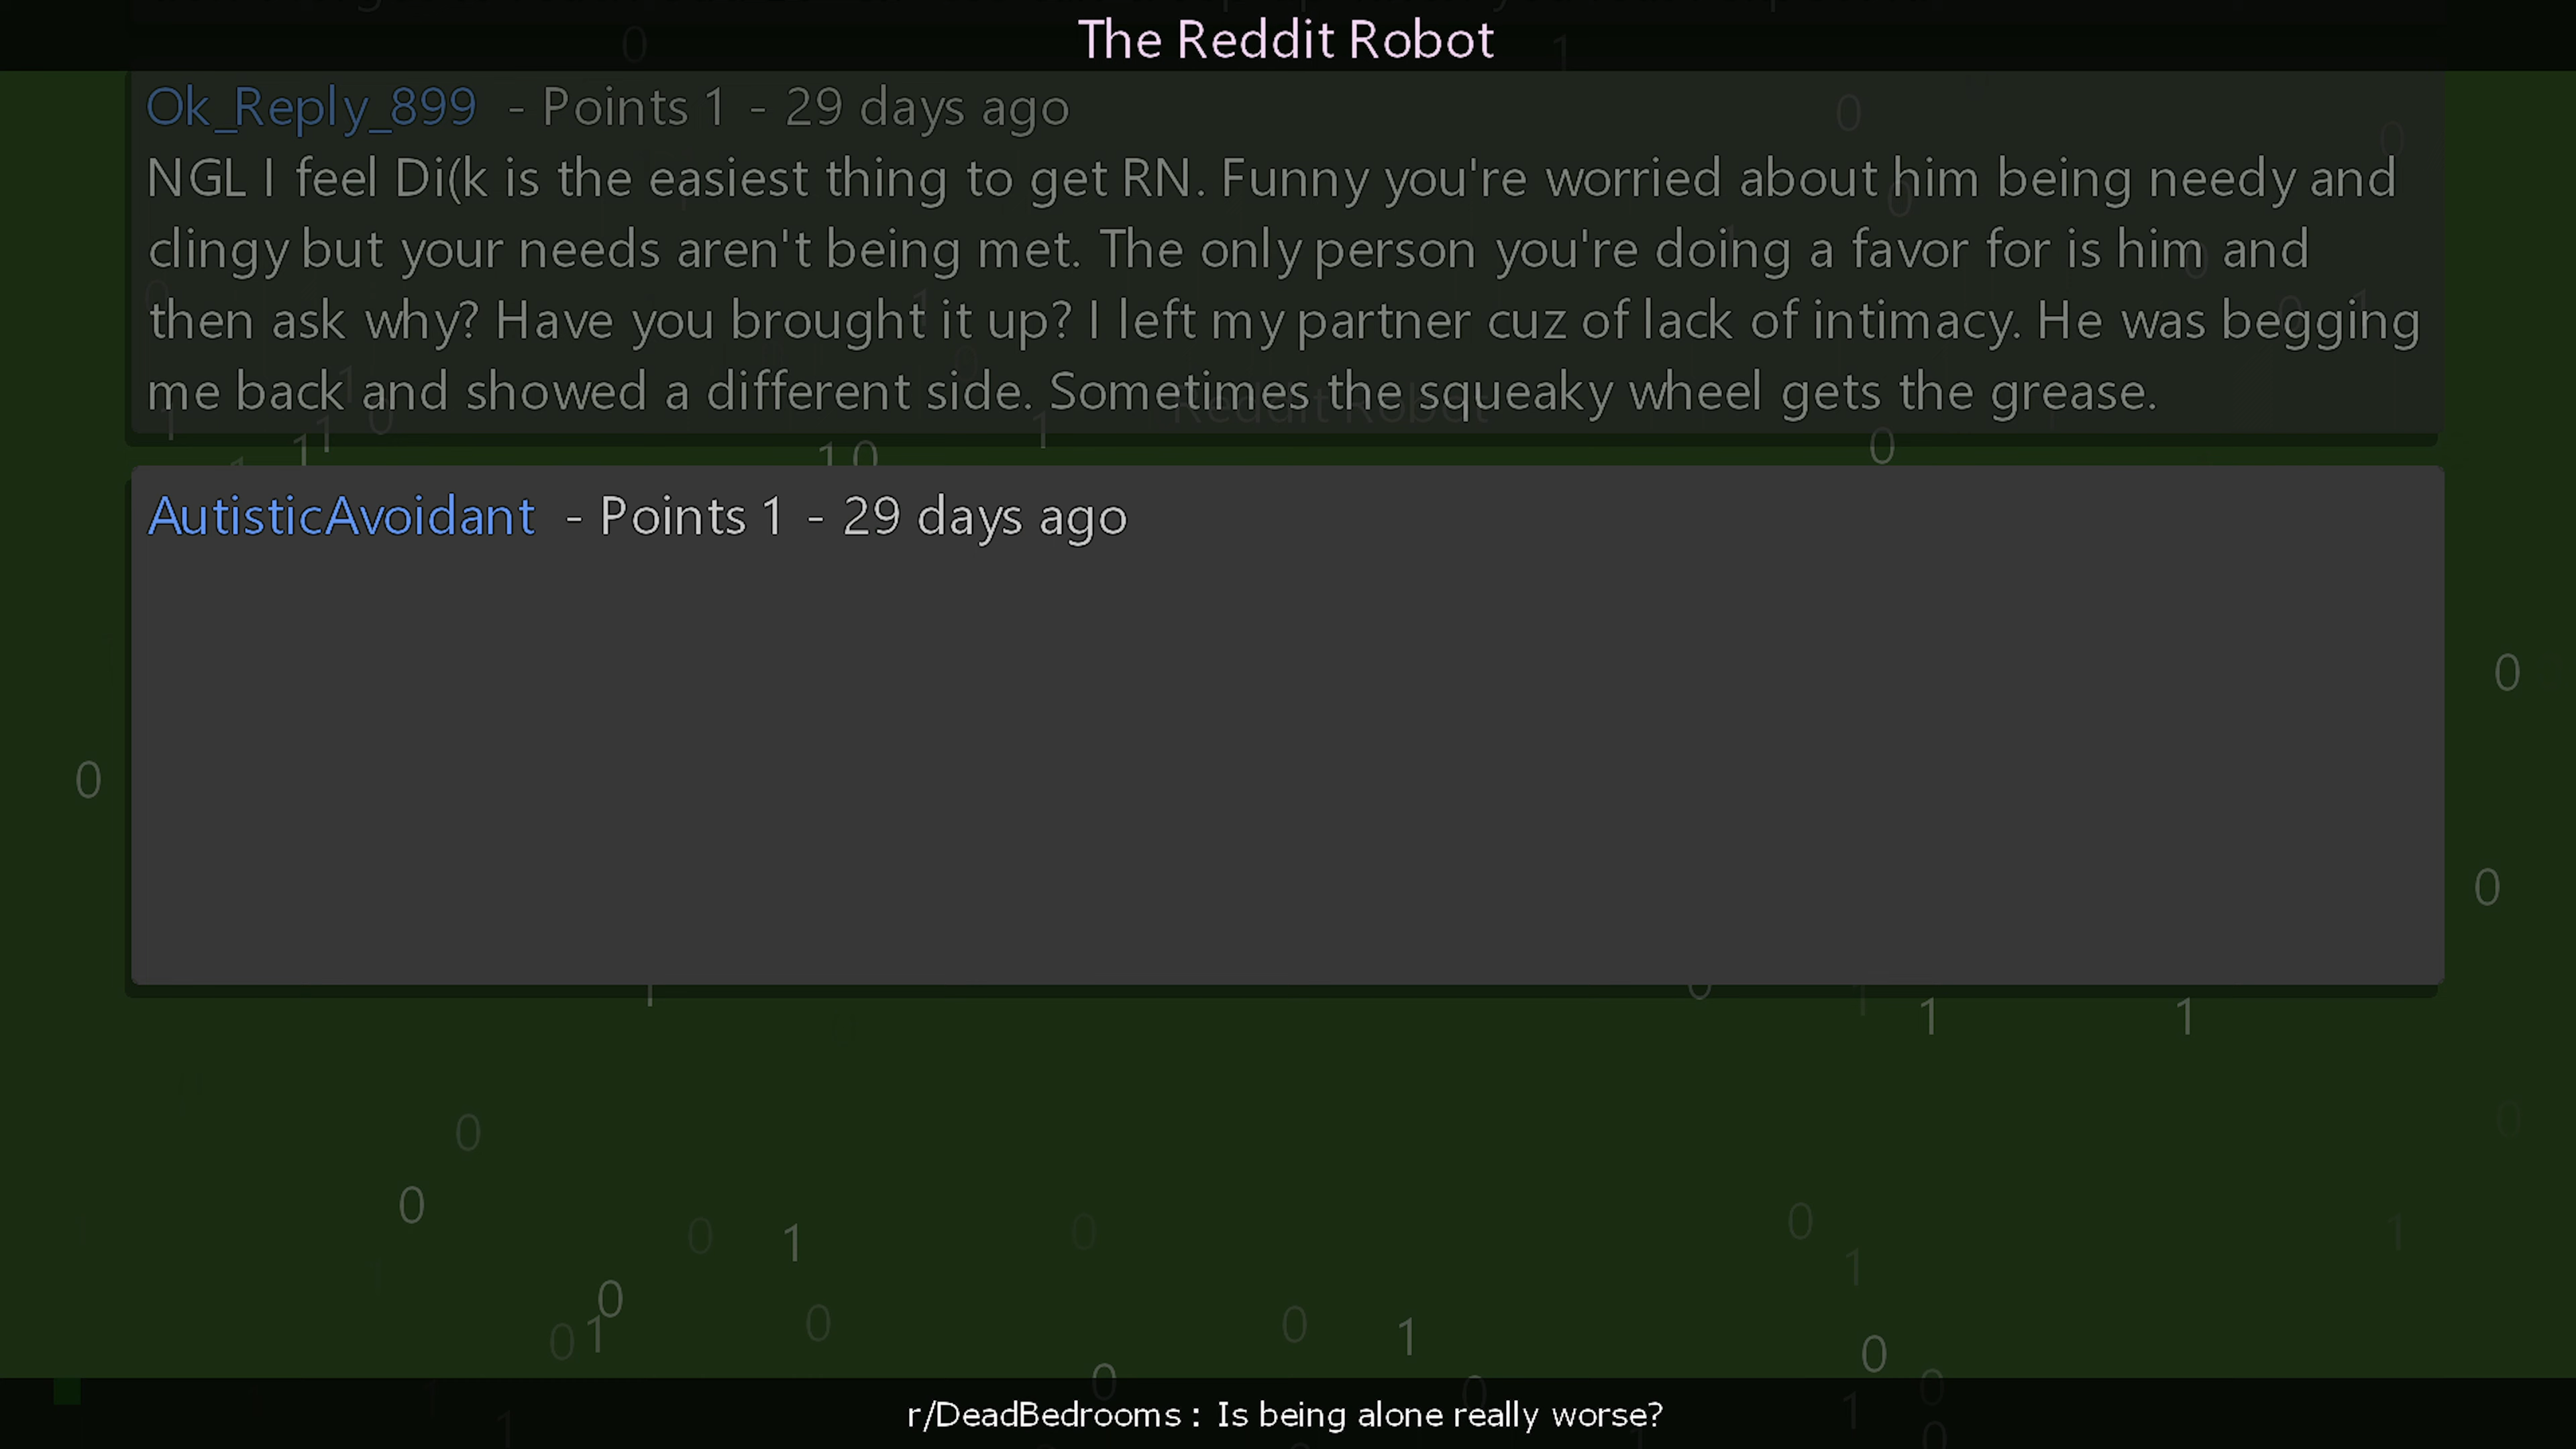 The Reddit Robot
Ok_Reply_899 - Points 1 - 29 days ago
NGL I feel Di(k is the easiest thing to get RN. Funny you're worried about him being needy and
clingy but your needs aren't being met. The only person you're doing a favor for is him and
then ask why? Have you brought it up? I left my partner cuz of lack of intimacy. He was begging
me back and showed a different side. Sometimes the squeaky wheel gets the grease.
Reddit Robot
AutisticAvoidant - Points 1 - 29 days ago
r/DeadBedrooms : Is being alone really worse?